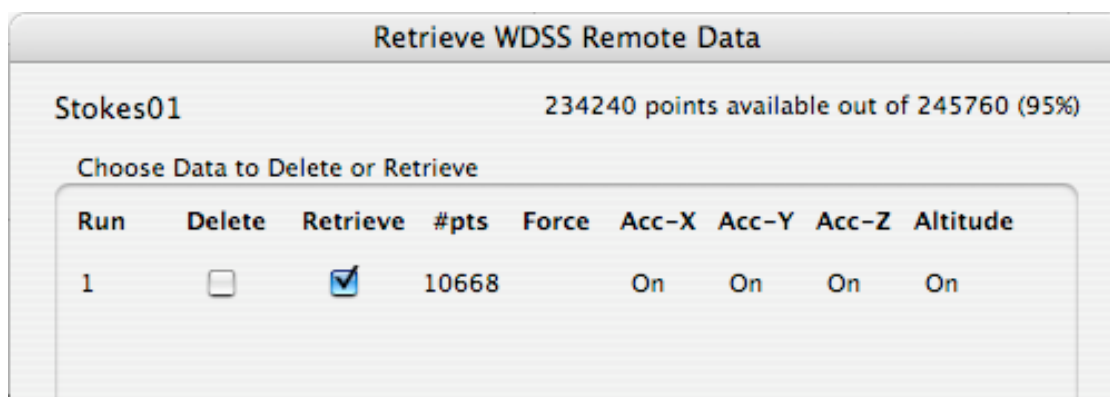 Retrieve WDSS Remote Data
Stokes01 234240 points available out of 245760 (95%)
Choose Data to Delete or Retrieve
Run Delete Retrieve #pts Force Acc-X Acc-Y Acc-Z Altitude
1 10668 On On On On